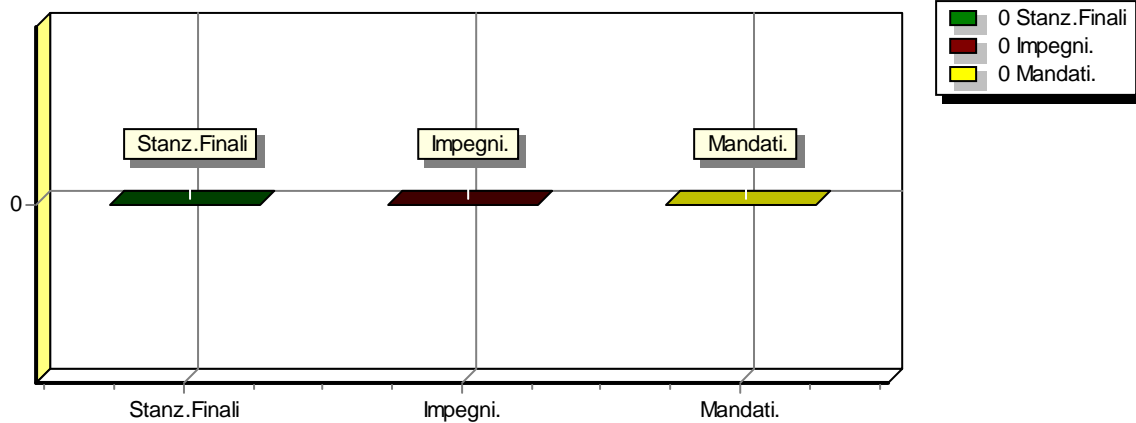 0 Stanz.Finali
0 Impegni.
0 Mandati.
Stanz.Finali
Impegni.
Mandati.
0
Stanz.Finali
Impegni.
Mandati.